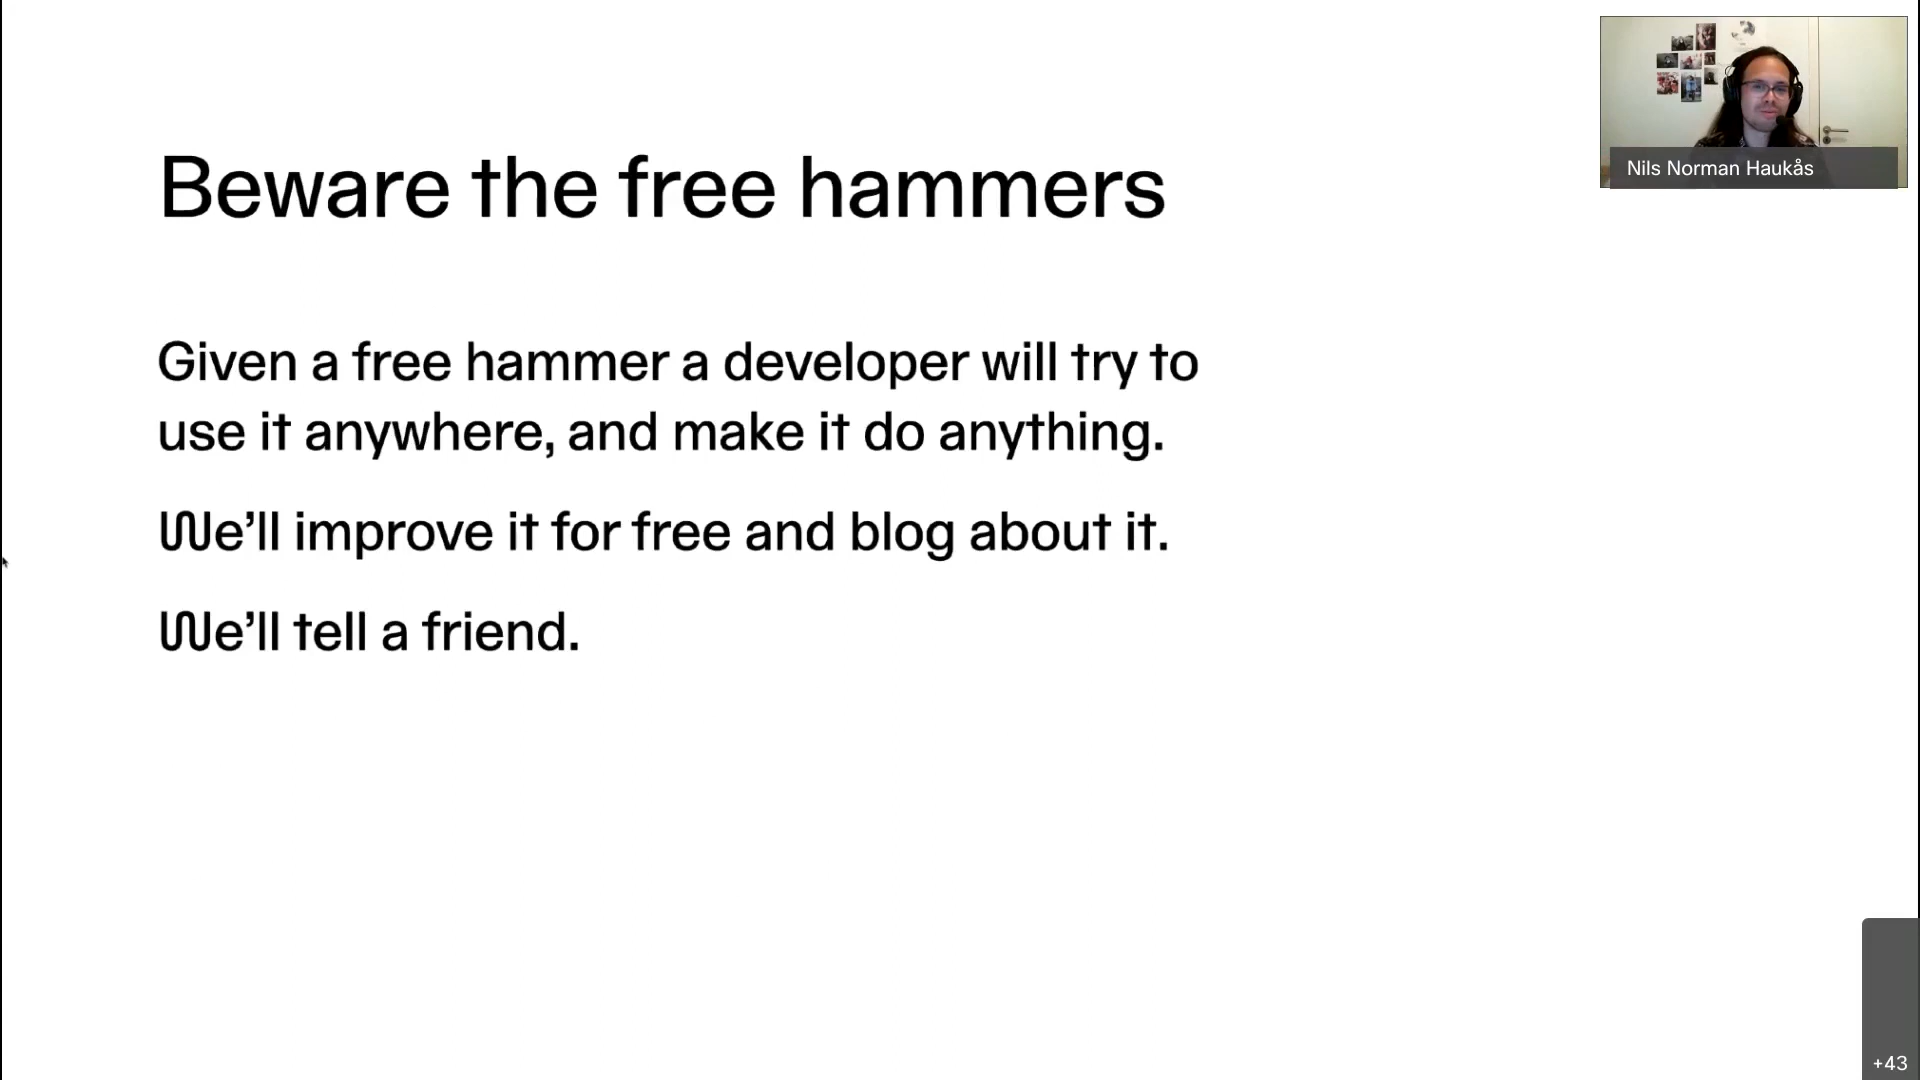 Beware the free hammers
Given a free hammer a developer will try to
use it anywhere, and make it do anything.
We’ll improve it for free and blog about it.
We’ll tell a friend.
Nils Norman Haukås
+43